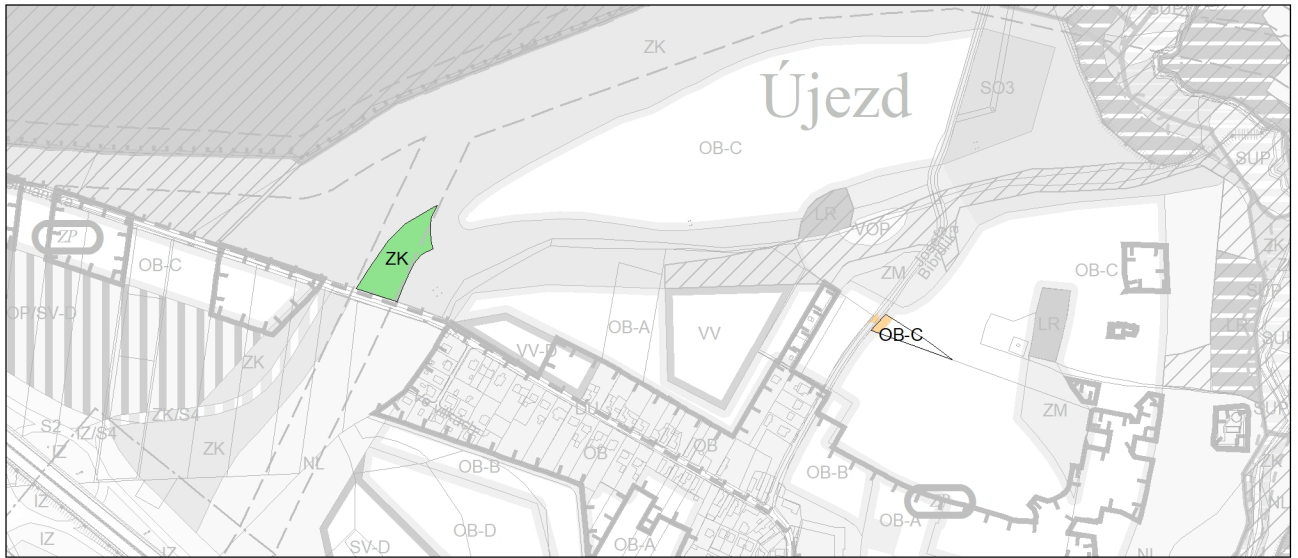 SUP
ZK
Újezd
SO3
OB-C
SUP
ZK
LR
VOP
ZP
OB-C
ZM
OB-C
ZK
OP/SV-D
OB-A
VV
OB-C
LR
LR
VV-D
ZK
ZK/S4
S2
IZ/S4
IZ
ZK
NL
OB
OB
OB-B
OB-B
ZM
SUP
ZK
IZ
IZ
OB-D
SV-D
OB-A
OB-A
ZP
NL
NL
IZ